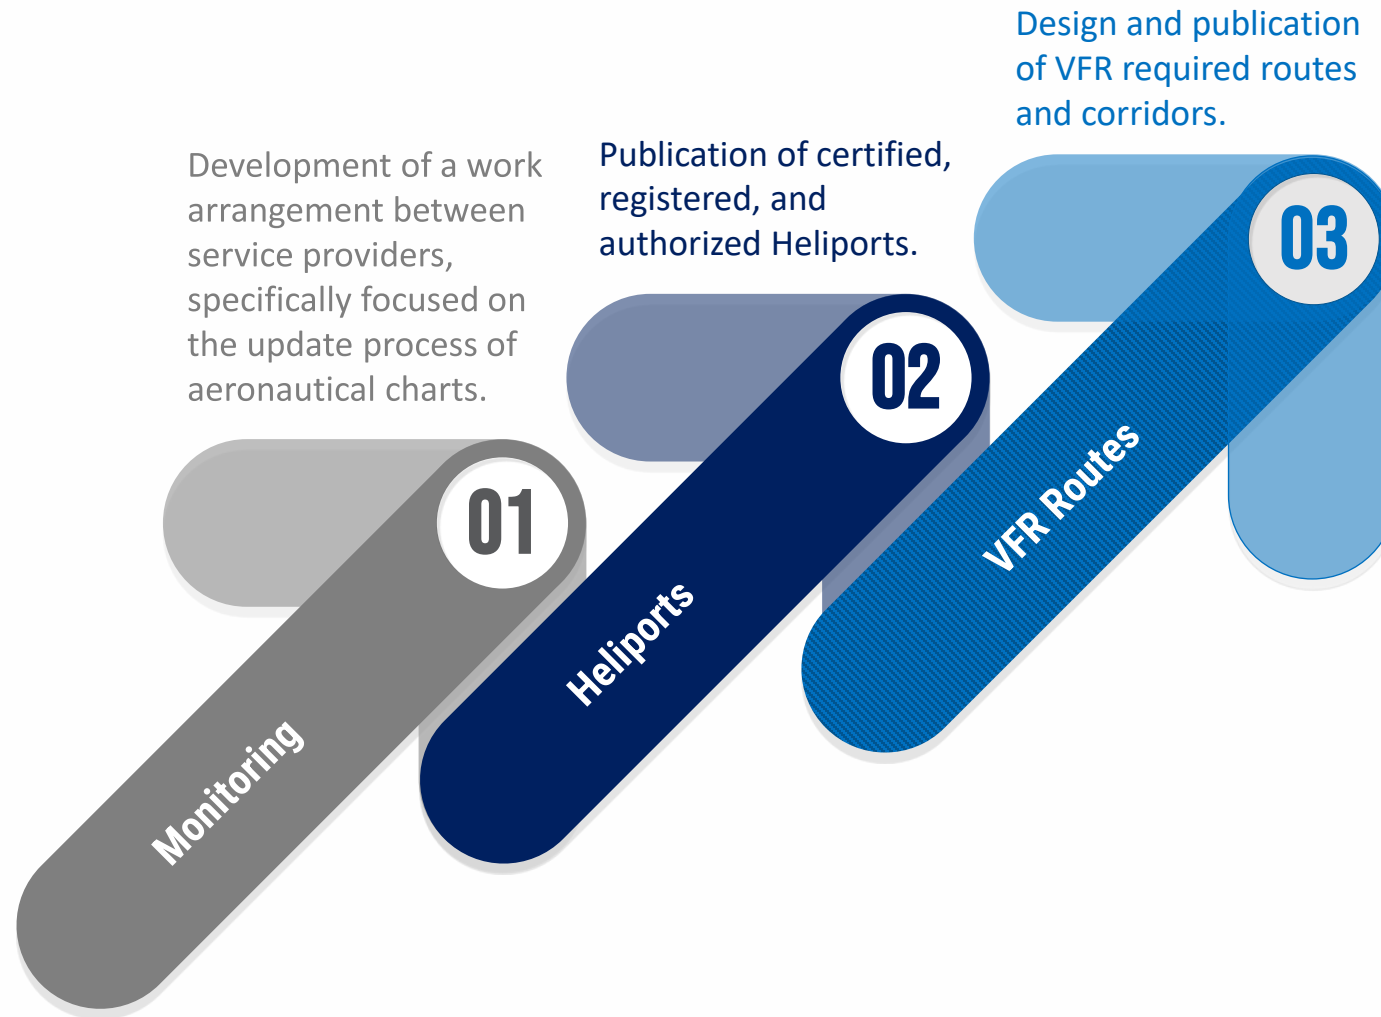 Development of a work
arrangement between
service providers,
specifically focused on
the update process of
aeronautical charts.
01
Monitoring
Publication of certified,
registered, and
authorized Heliports.
02
Heliports
Design and publication
of VFR required routes
and corridors.
03
VFR Routes